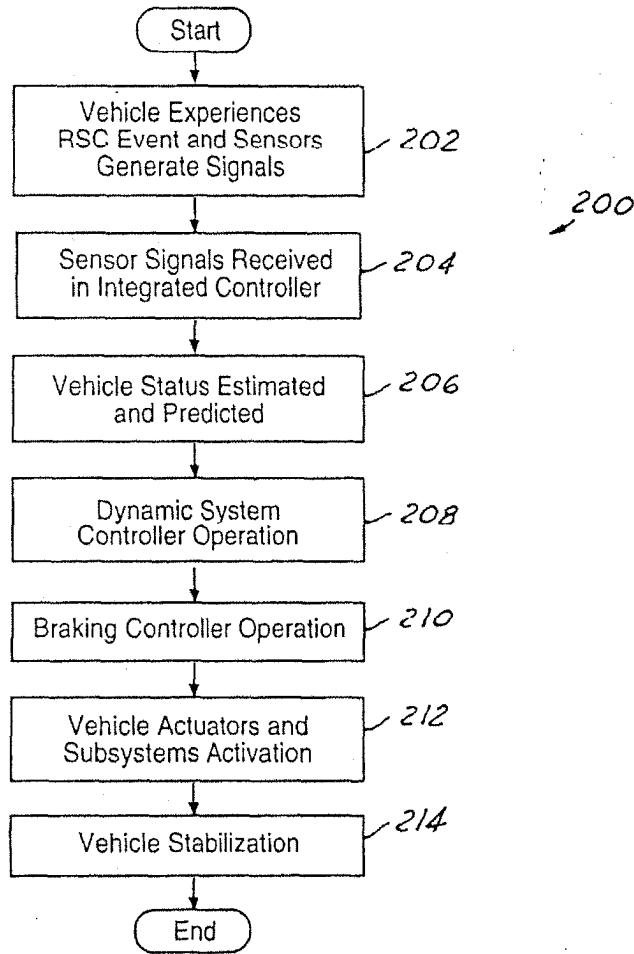 Start
Vehicle Experiences
RSC Event and Sensors
Generate Signals
202
200
Sensor Signals Received
in Integrated Controller
204
Vehicle Status Estimated
and Predicted
206
Dynamic System
Controller Operation
208
Braking Controller Operation
210
Vehicle Actuators and
Subsystems Activation
212
Vehicle Stabilization
214
End